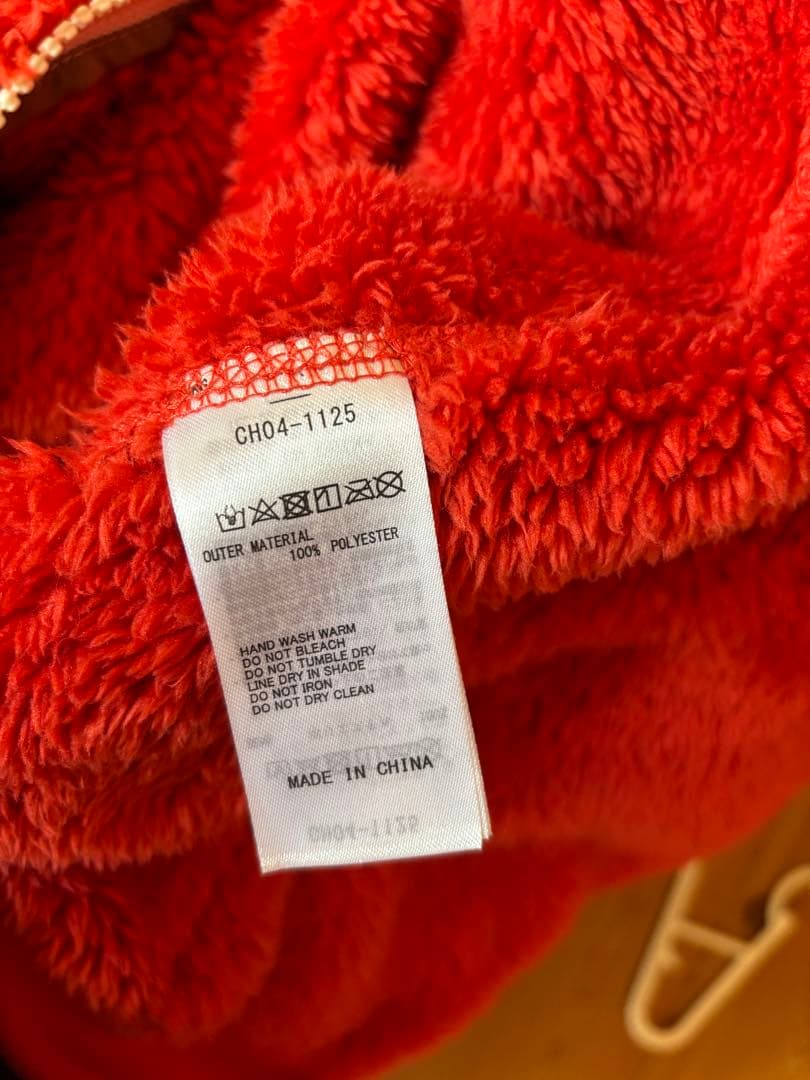 CH04-1125
OUTER MATERIAL
100% POLYESTER
HAND WASH WARM
DO NOT BLEACH
DO NOT TUMBLE DRY
LINE DRY IN SHADE
DO NOT IRON
DO NOT DRY CLEAN
MADE IN CHINA